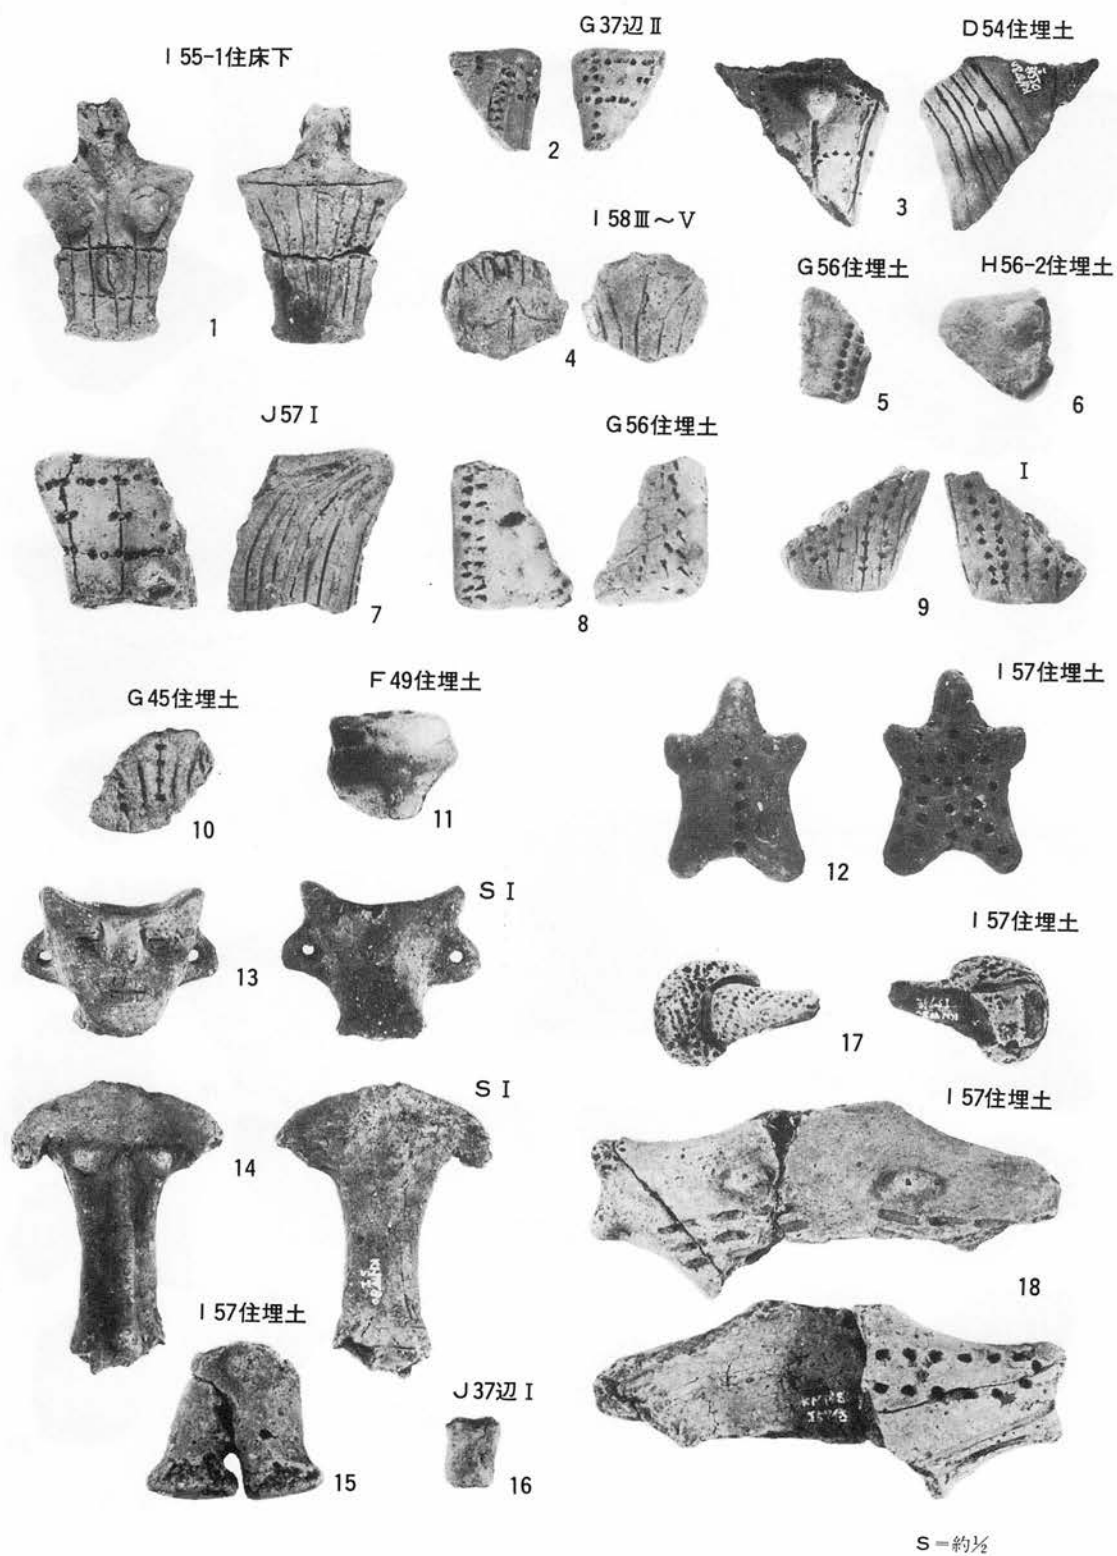 I 55-1住床下
1
G 37辺 II
2
D 54住埋土
3
I 58 III～V
4
G 56住埋土
5
H 56-2住埋土
6
J 57 I
7
G 56住埋土
8
I
9
G 45住埋土
10
F 49住埋土
11
I 57住埋土
12
S I
13
I 57住埋土
17
S I
14
I 57住埋土
18
I 57住埋土
15
J 37辺 I
16
S＝約½